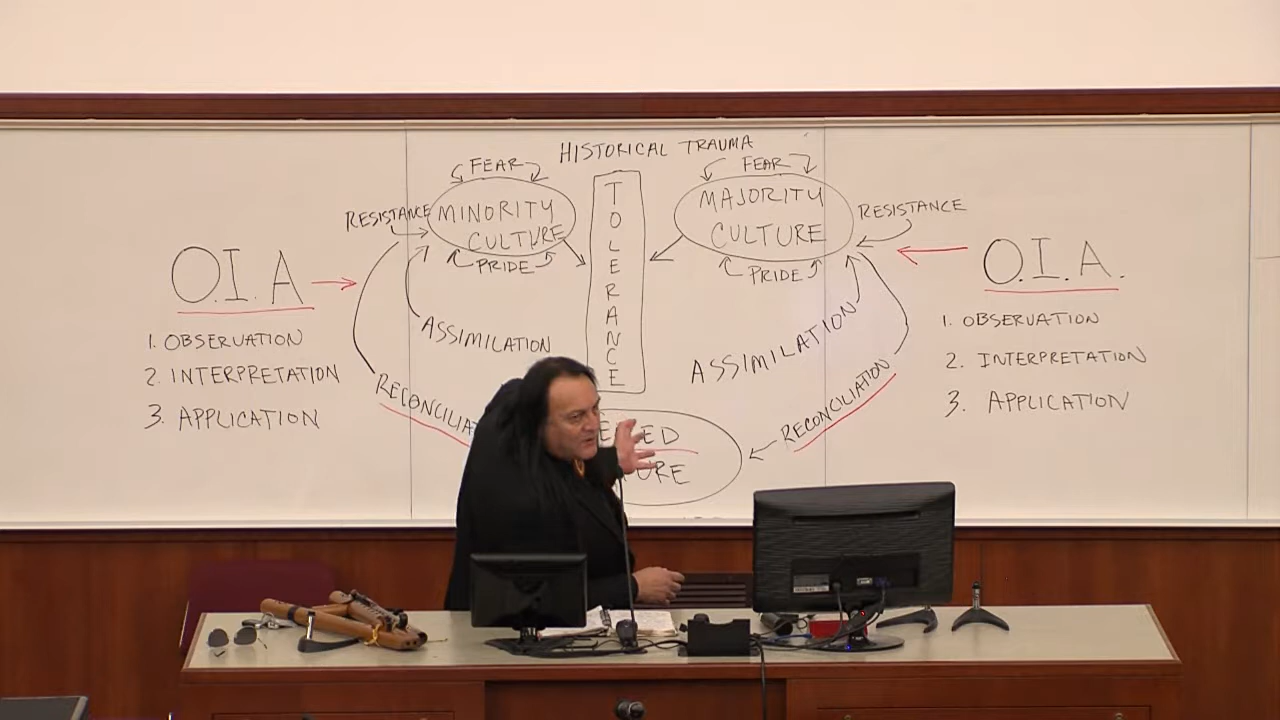 HISTORICAL TRAUMA
FEAR
FEAR
RESISTANCE
MINORITY
CULTURE
PRIDE
TOLERANCE
MAJORITY
CULTURE
PRIDE
RESISTANCE
O.I.A
1. OBSERVATION
2. INTERPRETATION
3. APPLICATION
ASSIMILATION
ASSIMILATION
RECONCILIATION
O.I.A.
1. OBSERVATION
2. INTERPRETATION
3. APPLICATION